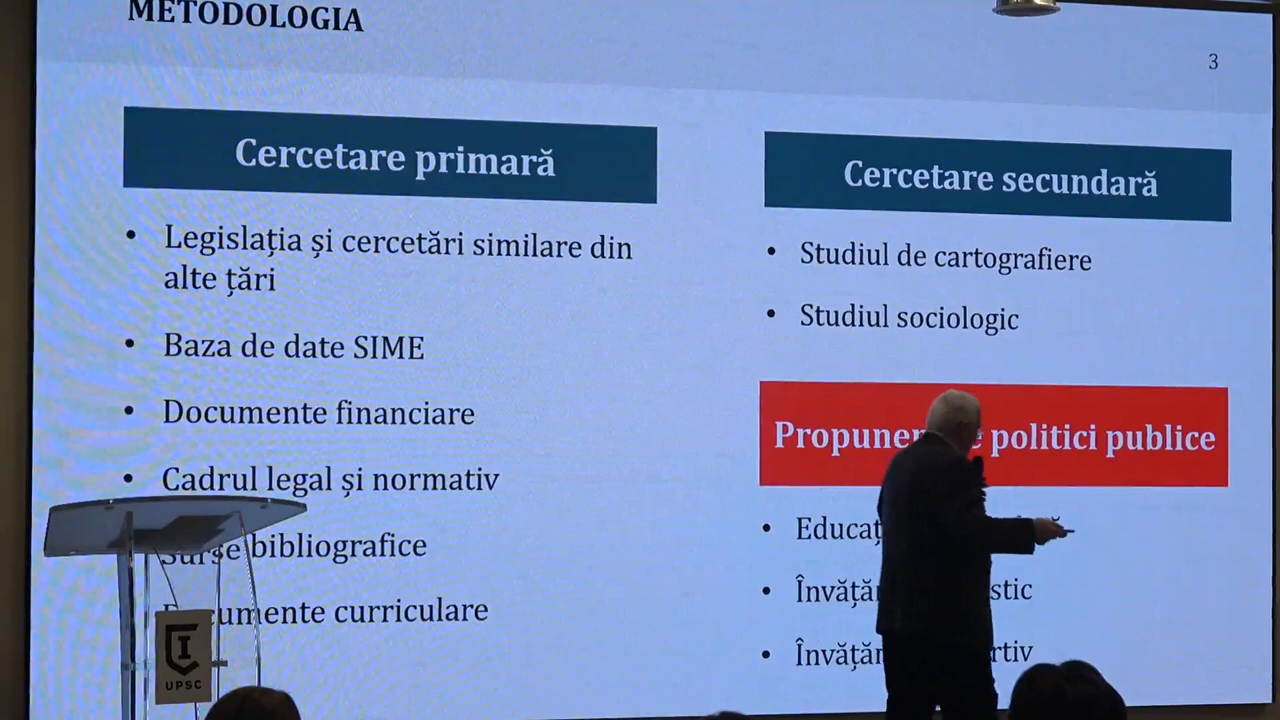 METODOLOGIA
3
Cercetare primară
Legislația și cercetări similare din
alte țări
Baza de date SIME
Documente financiare
Cadrul legal și normativ
Surse bibliografice
curriculare
Cercetare secundară
Studiul de cartografiere
Studiul sociologic
politici publice
UPSC